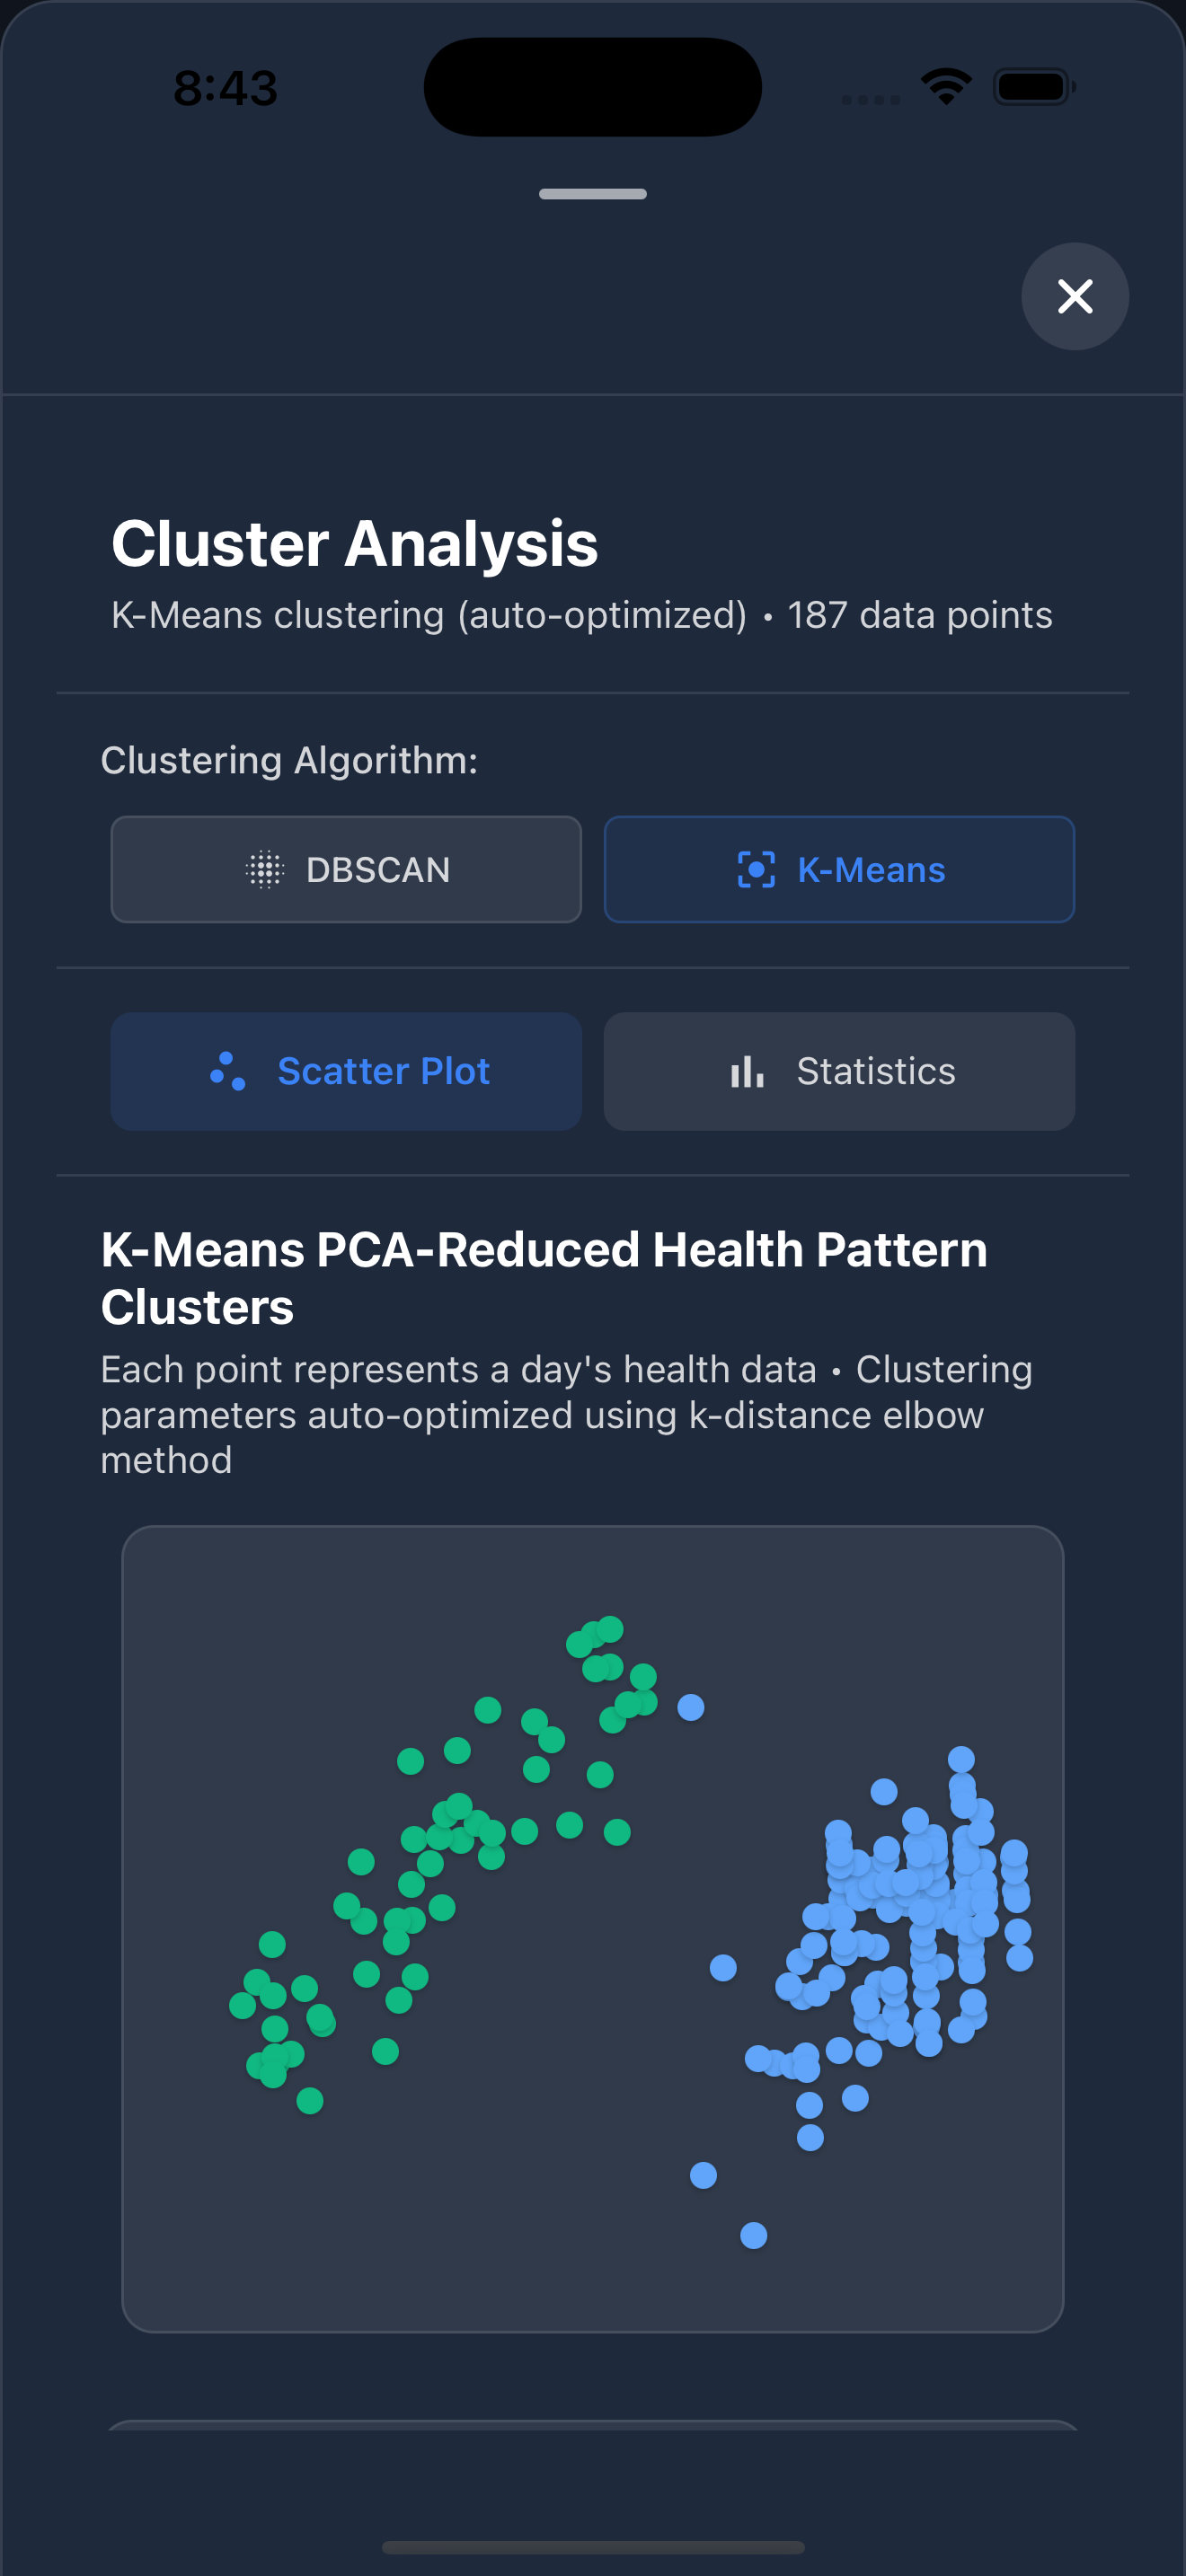 8:43
Cluster Analysis
K-Means clustering (auto-optimized) • 187 data points
Clustering Algorithm:
DBSCAN
K-Means
Scatter Plot
Statistics
K-Means PCA-Reduced Health Pattern
Clusters
Each point represents a day's health data • Clustering
parameters auto-optimized using k-distance elbow
method